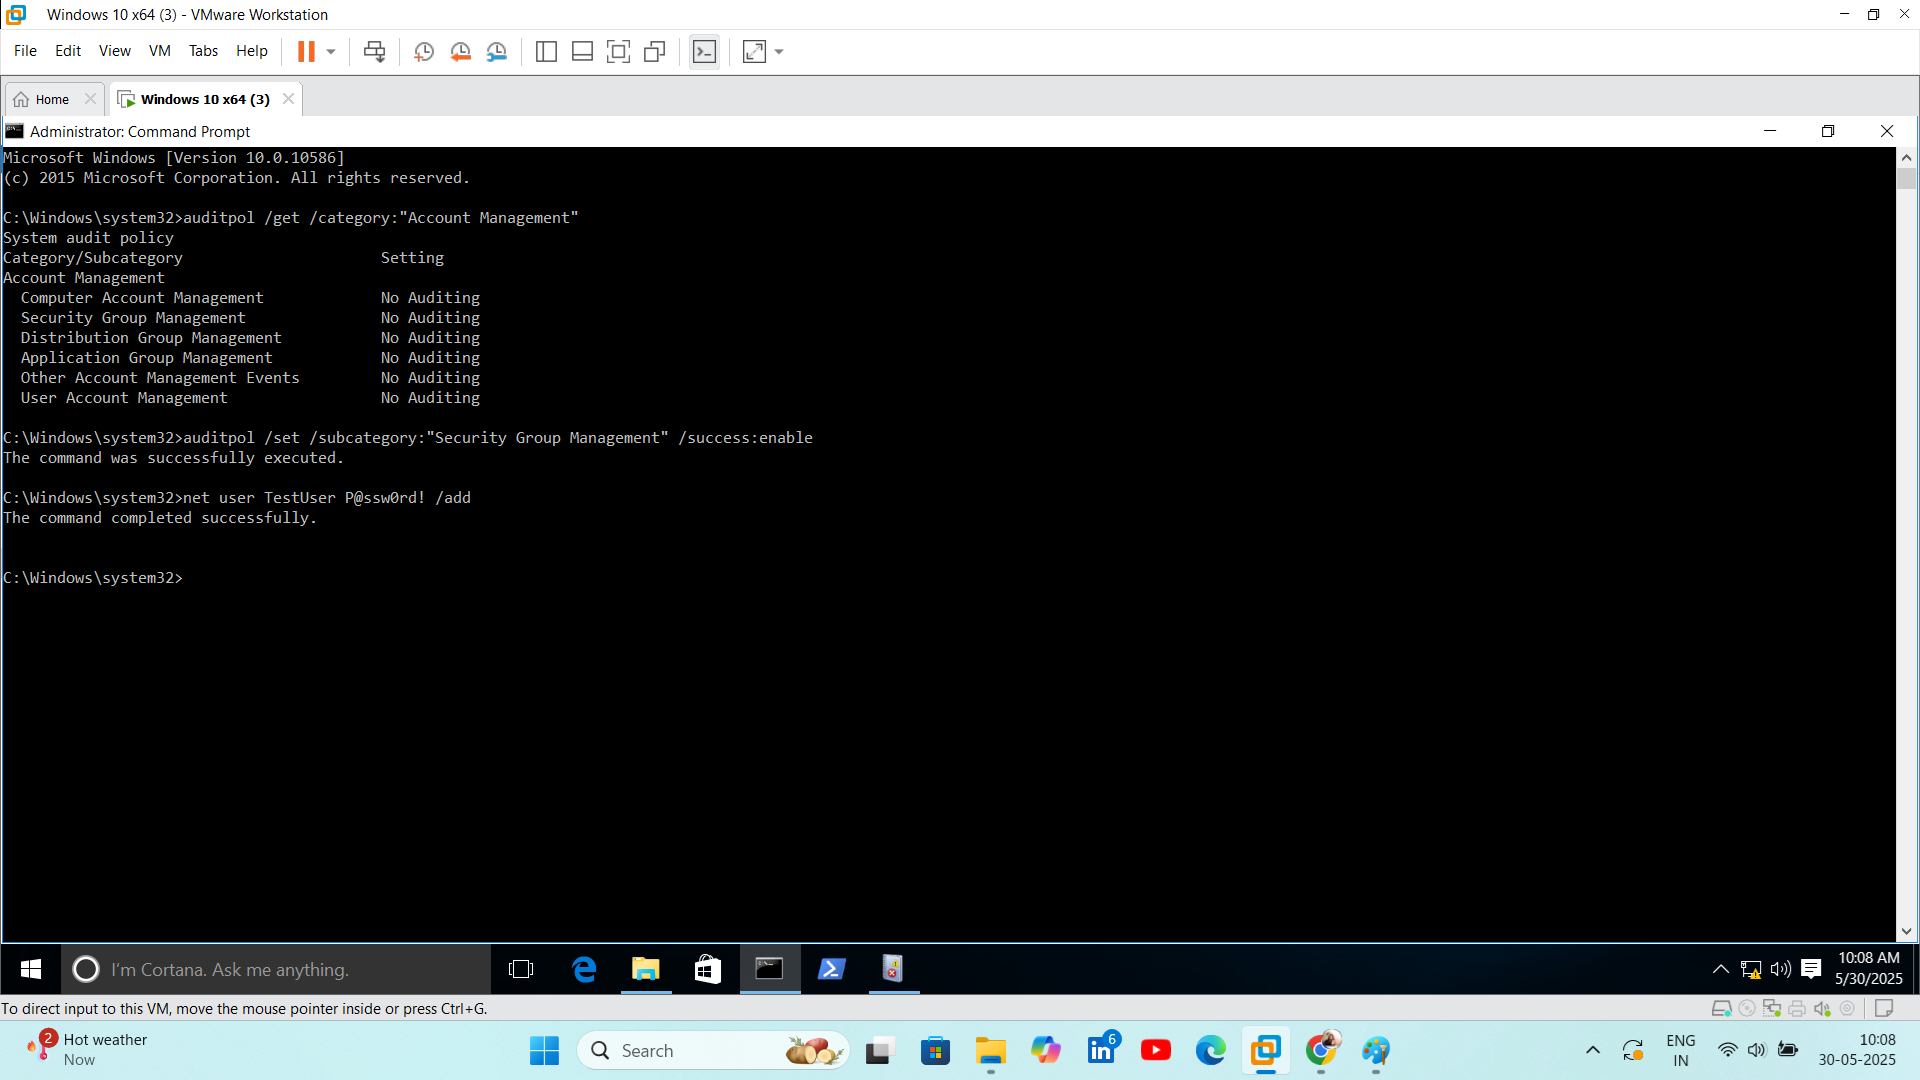 Windows 10 x64 (3) - VMware Workstation
File Edit View VM Tabs Help
Home Windows 10 x64 (3)
Administrator: Command Prompt
Microsoft Windows [Version 10.0.10586]
(c) 2015 Microsoft Corporation. All rights reserved.
C:\Windows\system32>auditpol /get /category:"Account Management"
System audit policy
Category/Subcategory Setting
Account Management
Computer Account Management No Auditing
Security Group Management No Auditing
Distribution Group Management No Auditing
Application Group Management No Auditing
Other Account Management Events No Auditing
User Account Management No Auditing
C:\Windows\system32>auditpol /set /subcategory:"Security Group Management" /success:enable
The command was successfully executed.
C:\Windows\system32>net user TestUser P@ssw0rd! /add
The command completed successfully.
C:\Windows\system32>
I'm Cortana. Ask me anything.
10:08 AM
5/30/2025
To direct input to this VM, move the mouse pointer inside or press Ctrl+G.
2 Hot weather
Now
Search
6
ENG
IN
10:08
30-05-2025